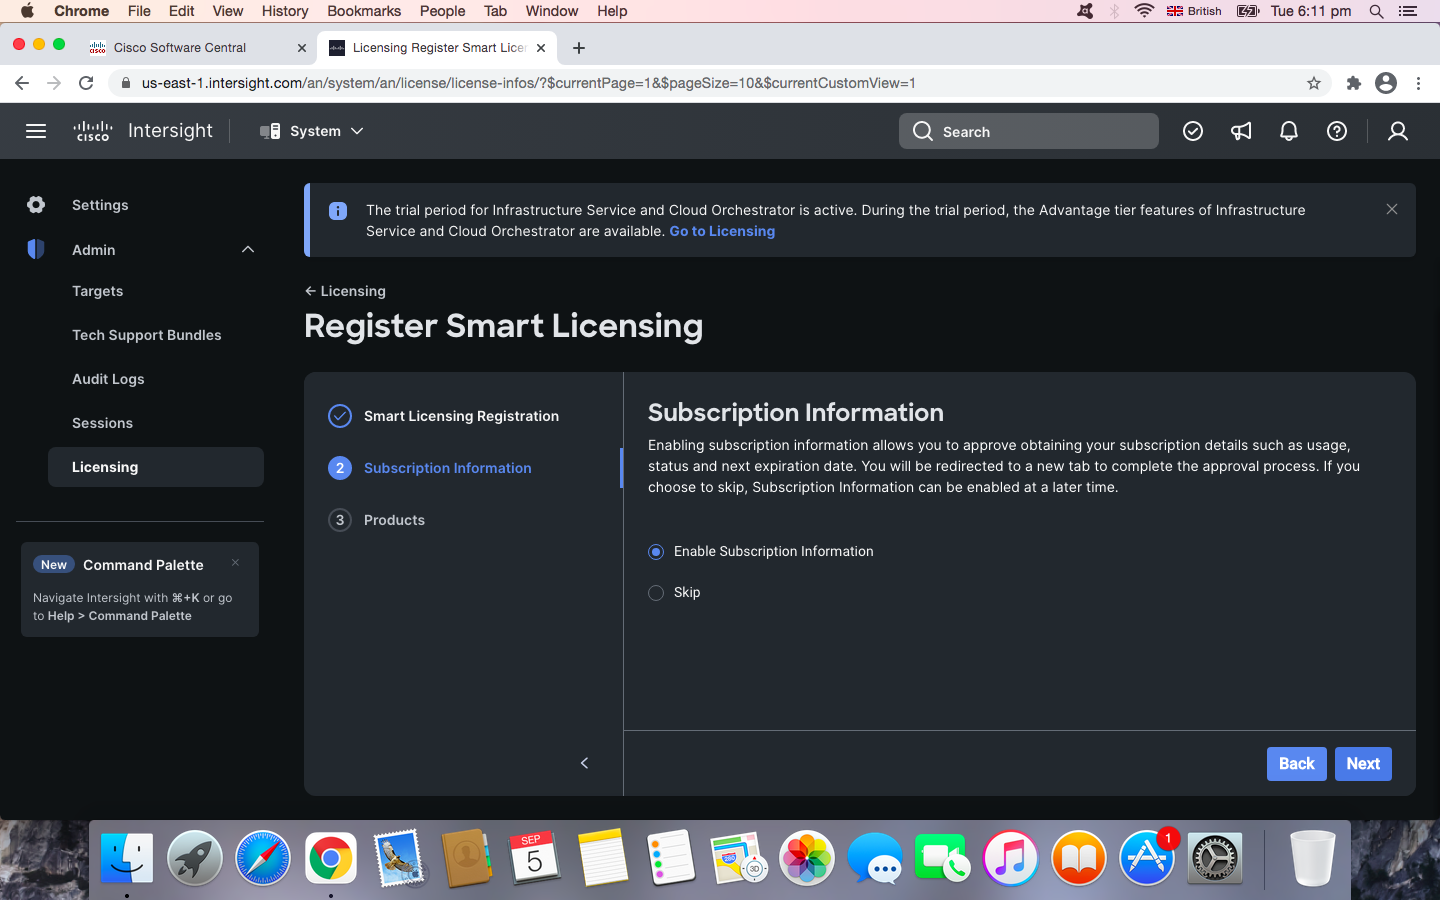 Chrome File Edit View History Bookmarks People Tab Window Help British Tue 6:11 pm
Cisco Software Central Licensing Register Smart Lice
us-east-1.intersight.com/an/system/an/license/license-infos/?$currentPage=1&$pageSize=10&$currentCustomView=1
CISCO Intersight System Search
Settings
Admin
Targets
Tech Support Bundles
Audit Logs
Sessions
Licensing
New Command Palette
Navigate Intersight with ⌘+K or go
to Help > Command Palette
The trial period for Infrastructure Service and Cloud Orchestrator is active. During the trial period, the Advantage tier features of Infrastructure
Service and Cloud Orchestrator are available. Go to Licensing
Licensing
Register Smart Licensing
Smart Licensing Registration
2 Subscription Information
3 Products
Subscription Information
Enabling subscription information allows you to approve obtaining your subscription details such as usage,
status and next expiration date. You will be redirected to a new tab to complete the approval process. If you
choose to skip, Subscription Information can be enabled at a later time.
Enable Subscription Information
Skip
Back Next
SEP
5
280
3D
1